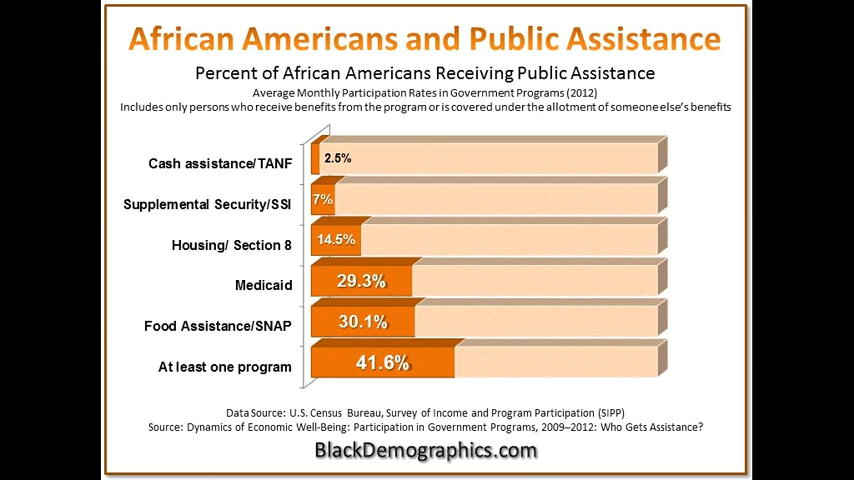 African Americans and Public Assistance
Percent of African Americans Receiving Public Assistance
Average Monthly Participation Rates in Government Programs (2012)
Includes only persons who receive benefits from the program or is covered under the allotment of someone else's benefits
Cash assistance/TANF 2.5%
Supplemental Security/SSI 7%
Housing/ Section 8 14.5%
Medicaid 29.3%
Food Assistance/SNAP 30.1%
At least one program 41.6%
Data Source: U.S. Census Bureau, Survey of Income and Program Participation (SIPP)
Source: Dynamics of Economic Well-Being: Participation in Government Programs, 2009–2012: Who Gets Assistance?
BlackDemographics.com